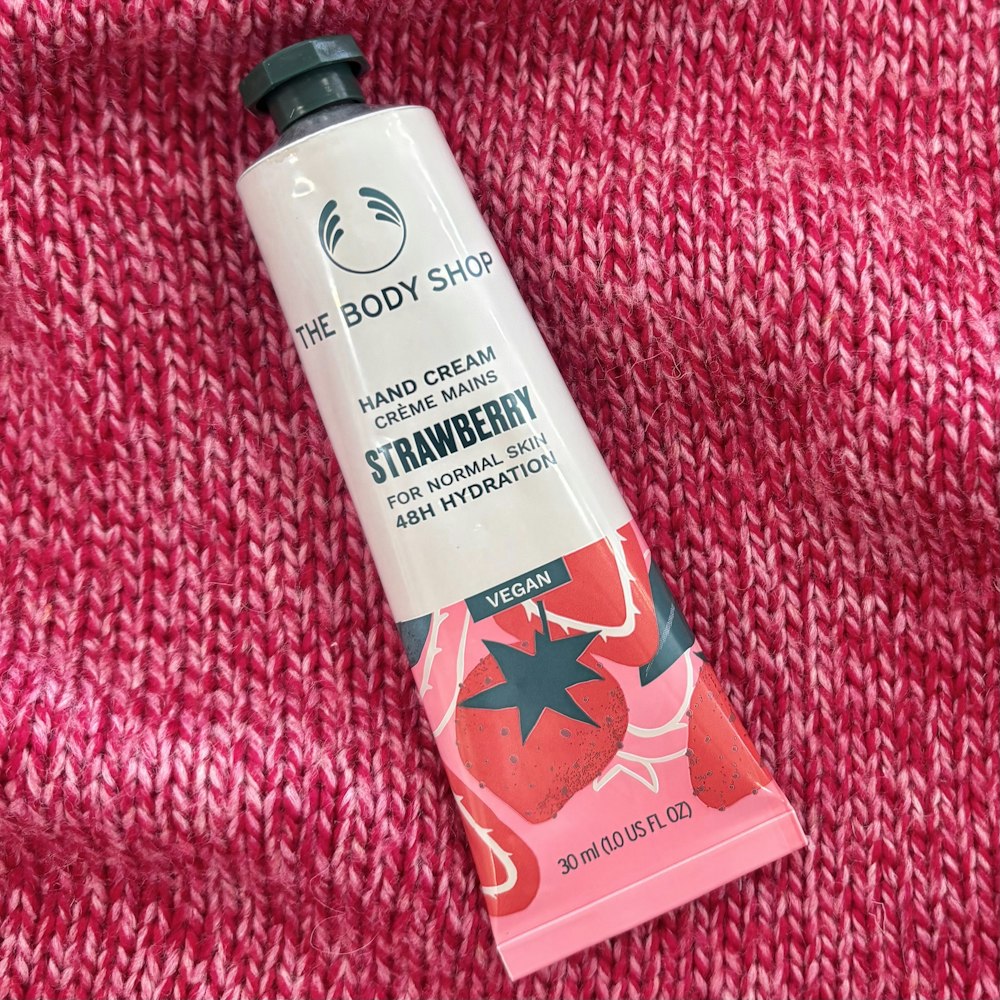 THE BODY SHOP
HAND CREAM
CRÈME MAINS
STRAWBERRY
FOR NORMAL SKIN
48H HYDRATION
VEGAN
30 ml (1.0 US FL OZ)